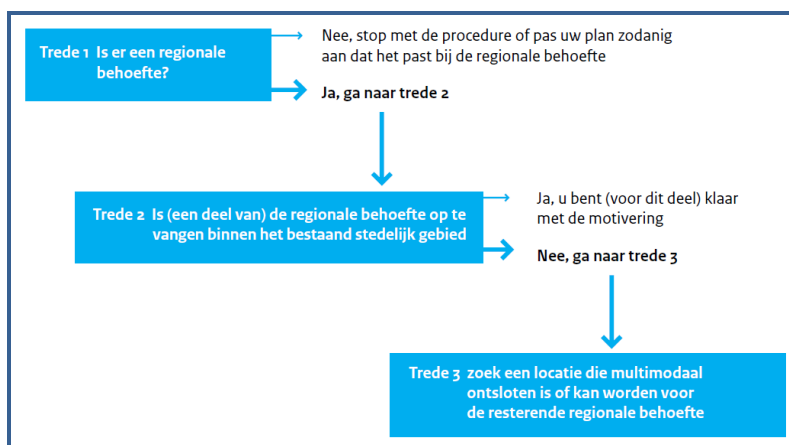 Trede 1 Is er een regionale
behoefte?
Nee, stop met de procedure of pas uw plan zodanig
aan dat het past bij de regionale behoefte
Ja, ga naar trede 2
Trede 2 Is (een deel van) de regionale behoefte op te
vangen binnen het bestaand stedelijk gebied
Ja, u bent (voor dit deel) klaar
met de motivering
Nee, ga naar trede 3
Trede 3 zoek een locatie die multimodaal
ontsloten is of kan worden voor
de resterende regionale behoefte